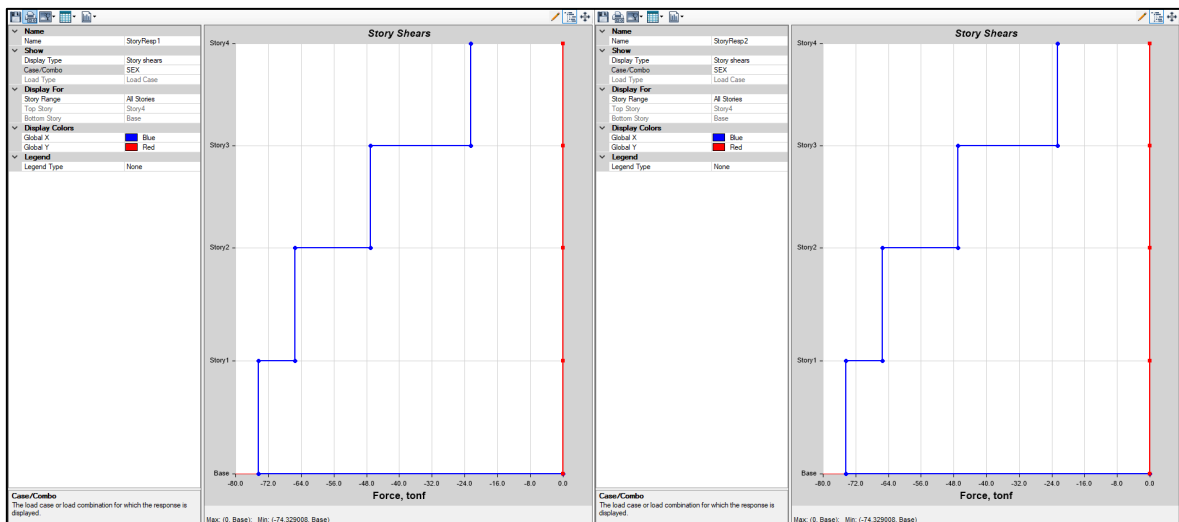 Name
Name StoryResp1
Show
Display Type Story shears
Case/Combo SEX
Load Type Load Case
Display For
Story Range All Stories
Top Story Story4
Bottom Story Base
Display Colors
Global X Blue
Global Y Red
Legend
Legend Type None
Case/Combo
The load case or load combination for which the response is
displayed.
Story Shears
Story4
Story3
Story2
Story1
Base
-80.0 -72.0 -64.0 -56.0 -48.0 -40.0 -32.0 -24.0 -16.0 -8.0 0.0
Force, tonf
Max: (0, Base); Min: (-74.329008, Base)
Name
Name StoryResp2
Show
Display Type Story shears
Case/Combo SEX
Load Type Load Case
Display For
Story Range All Stories
Top Story Story4
Bottom Story Base
Display Colors
Global X Blue
Global Y Red
Legend
Legend Type None
Case/Combo
The load case or load combination for which the response is
displayed.
Story Shears
Story4
Story3
Story2
Story1
Base
-80.0 -72.0 -64.0 -56.0 -48.0 -40.0 -32.0 -24.0 -16.0 -8.0 0.0
Force, tonf
Max: (0, Base); Min: (-74.329008, Base)